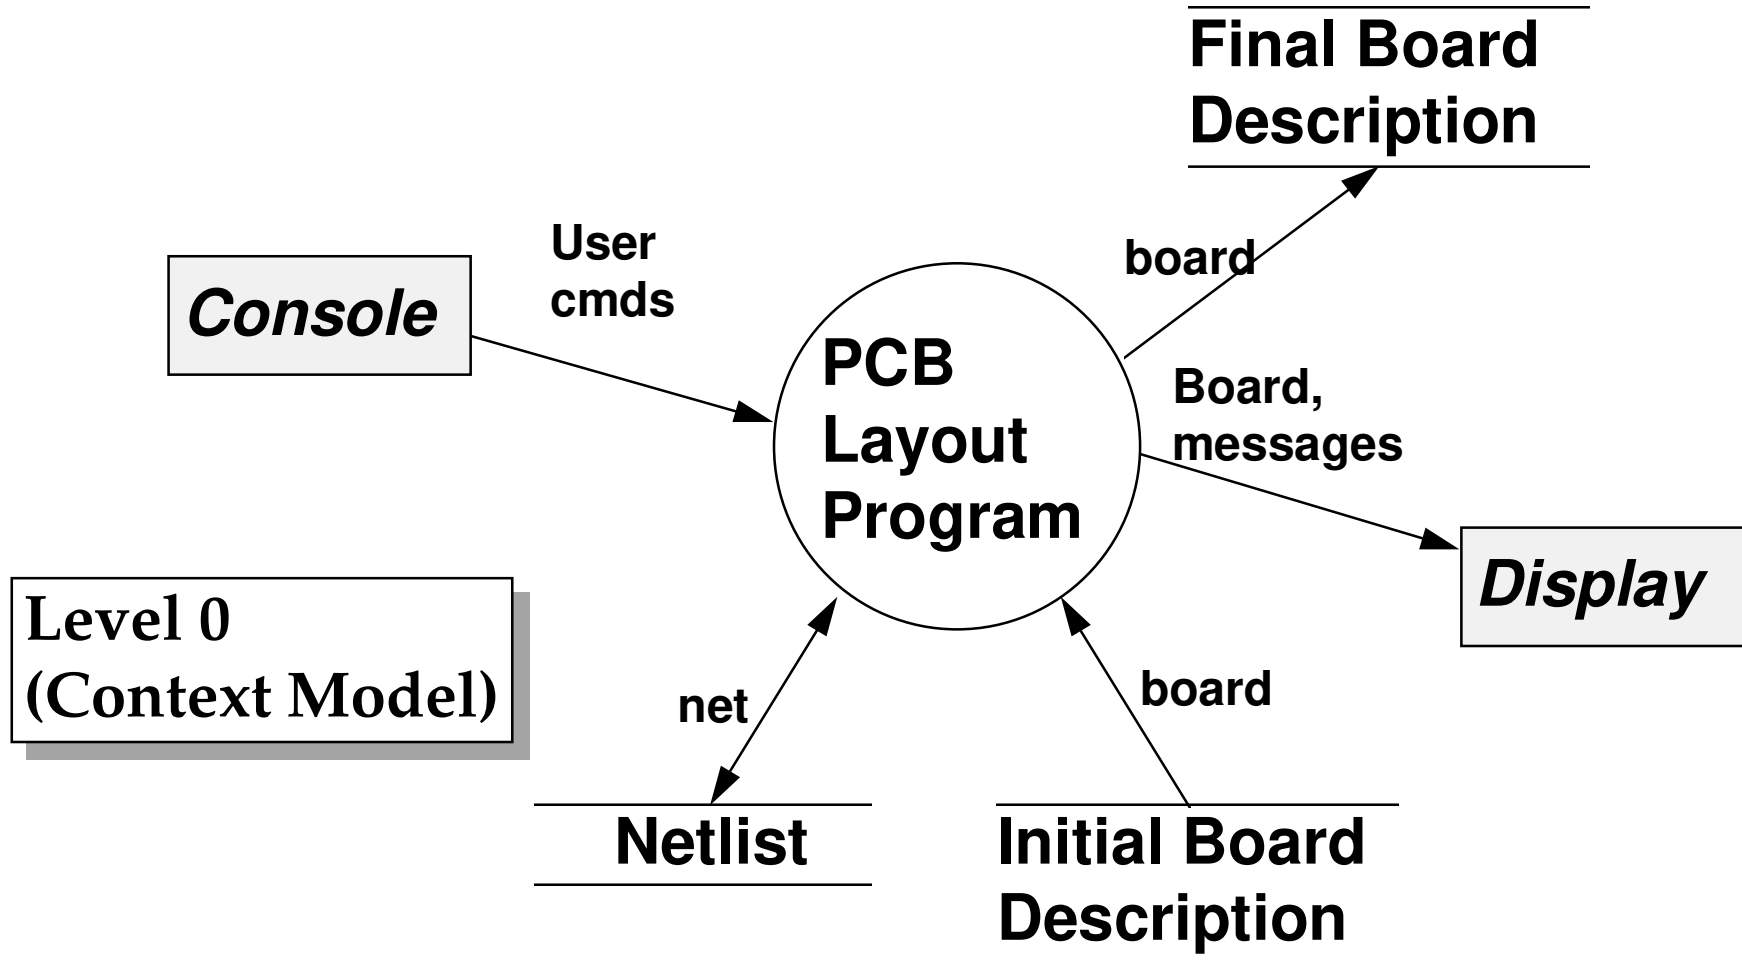 Final Board
Description
User
cmds
board
Console
PCB
Layout
Program
Board,
messages
Display
Level 0
(Context Model)
net
board
Netlist
Initial Board
Description